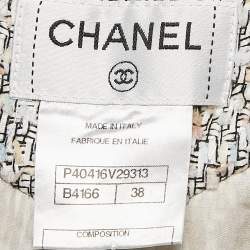 CHANEL
MADE IN ITALY
FABRIQUE EN ITALIE
P40416V29313
B4166 38
COMPOSITION